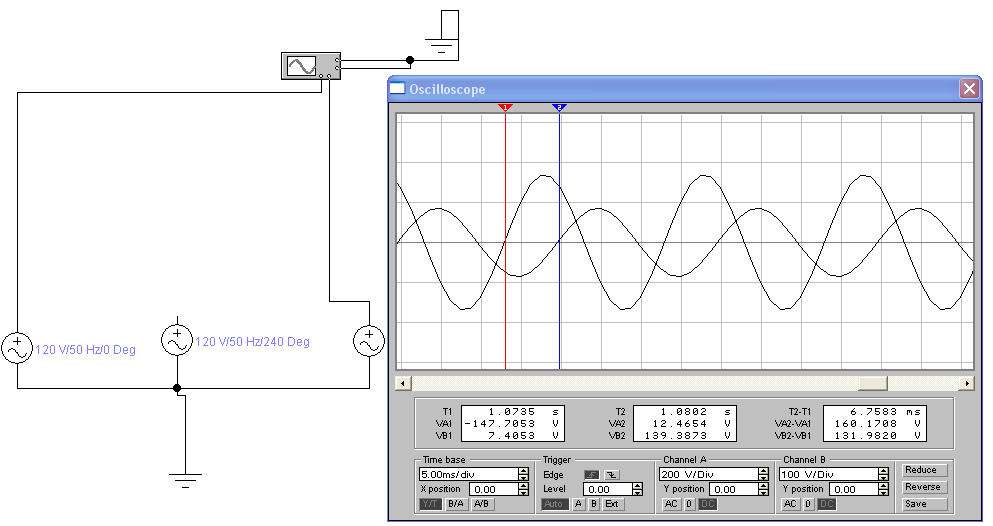 Oscilloscope
1 2
120 V/50 Hz/0 Deg
120 V/50 Hz/240 Deg
T1 1.0735 s
VA1 -147.7053 V
VB1 7.4053 V
T2 1.0802 s
VA2 12.4654 V
VB2 139.3873 V
T2-T1 6.7583 ms
VA2-VA1 160.1708 V
VB2-VB1 131.9820 V
Time base
5.00ms/div
X position 0.00
Y/T B/A A/B
Trigger
Edge
Level 0.00
Auto A B Ext
Channel A
200 V/Div
Y position 0.00
AC 0 DC
Channel B
100 V/Div
Y position 0.00
AC 0 DC
Reduce
Reverse
Save